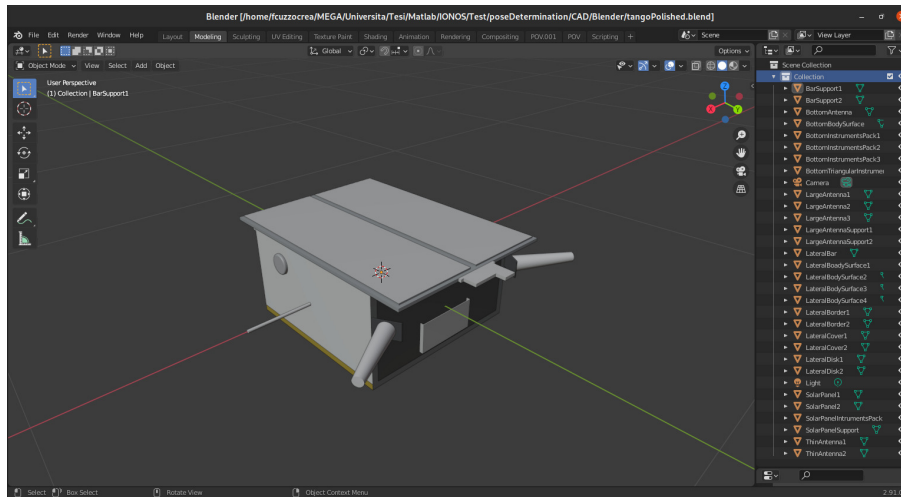 Blender [/home/fcuzzocrea/MEGA/Universita/Tesi/Matlab/IONOS/Test/poseDetermination/CAD/Blender/tangoPolished.blend]
File Edit Render Window Help Layout Modeling Sculpting UV Editing Texture Paint Shading Animation Rendering Compositing POV.001 POV Scripting + Scene View Layer
Global Options
Object Mode View Select Add Object
User Perspective
(1) Collection | BarSupport1
Scene Collection
Collection
BarSupport1
BarSupport2
BottomAntenna
BottomBodySurface
BottomInstrumentsPack1
BottomInstrumentsPack2
BottomInstrumentsPack3
BottomTriangularInstrumer
Camera
LargeAntenna1
LargeAntenna2
LargeAntenna3
LargeAntennaSupport1
LargeAntennaSupport2
LateralBar
LateralBoadySurface1
LateralBodySurface2
LateralBodySurface3
LateralBodySurface4
LateralBorder1
LateralBorder2
LateralCover1
LateralCover2
LateralDisk1
LateralDisk2
Light
SolarPanel1
SolarPanel2
SolarPanelIntrumentsPack
SolarPanelSupport
ThinAntenna1
ThinAntenna2
Select Box Select Rotate View Object Context Menu 2.91.0